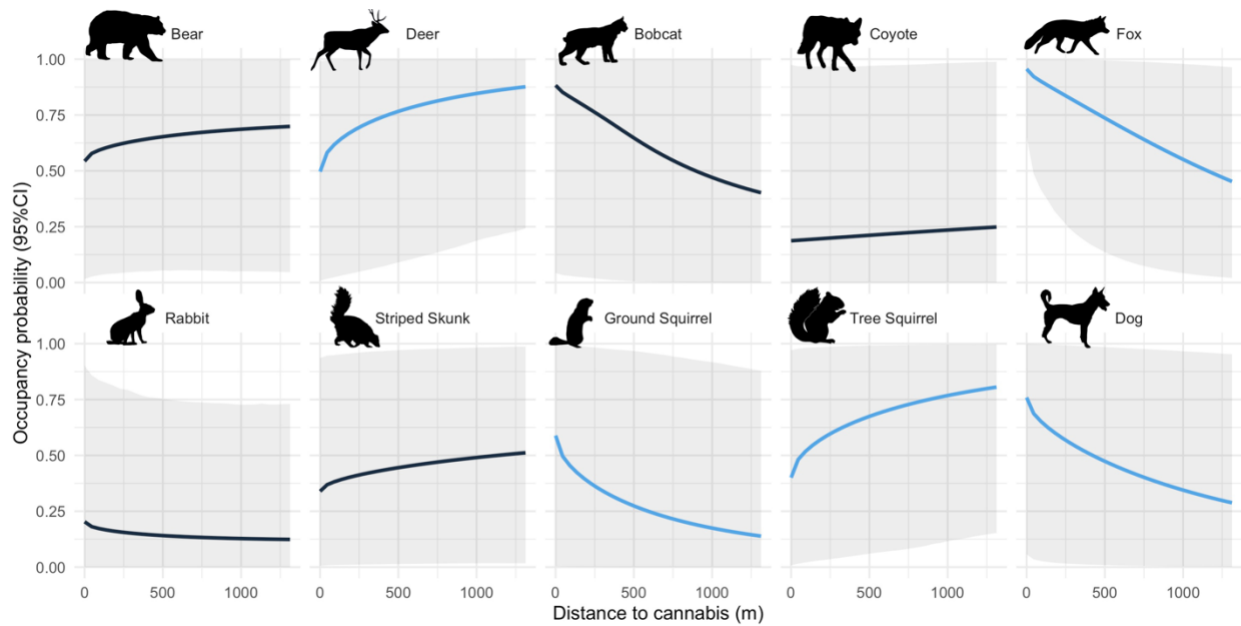 Bear
Deer
Bobcat
Coyote
Fox
1.00
0.75
0.50
0.25
0.00
Rabbit
Striped Skunk
Ground Squirrel
Tree Squirrel
Dog
1.00
0.75
0.50
0.25
0.00
0 500 1000
0 500 1000
0 500 1000
0 500 1000
0 500 1000
Occupancy probability (95%CI)
Distance to cannabis (m)